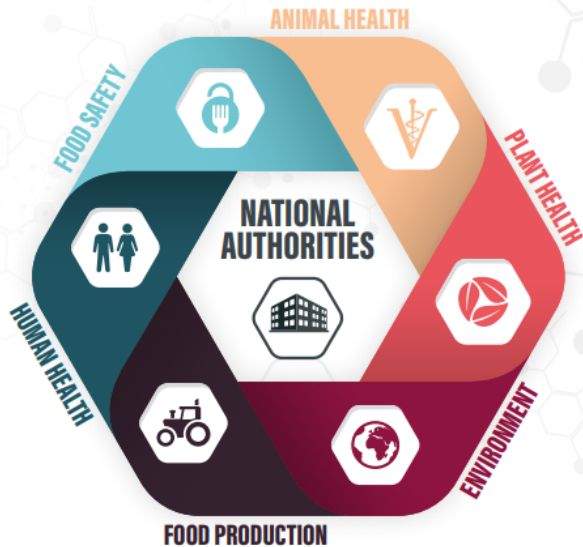 ANIMAL HEALTH
FOOD SAFETY
PLANT HEALTH
NATIONAL
AUTHORITIES
HUMAN HEALTH
ENVIRONMENT
FOOD PRODUCTION